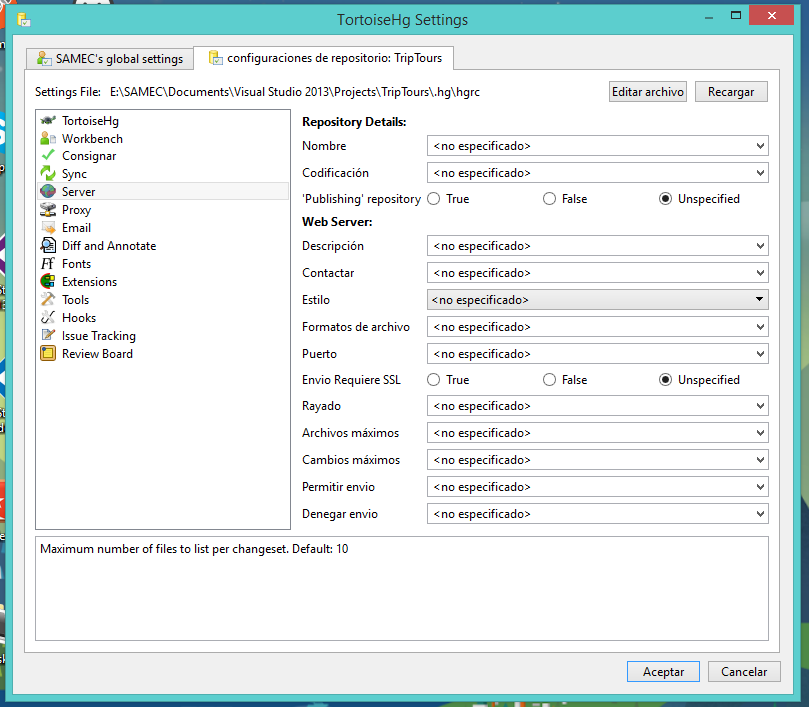 TortoiseHg Settings
SAMEC's global settings
configuraciones de repositorio: TripTours
Settings File: E:\SAMEC\Documents\Visual Studio 2013\Projects\TripTours\.hg\hgrc
Editar archivo
Recargar
TortoiseHg
Workbench
Consignar
Sync
Server
Proxy
Email
Diff and Annotate
Ff Fonts
Extensions
Tools
Hooks
Issue Tracking
Review Board
Repository Details:
Nombre <no especificado>
Codificación <no especificado>
'Publishing' repository True False Unspecified
Web Server:
Descripción <no especificado>
Contactar <no especificado>
Estilo <no especificado>
Formatos de archivo <no especificado>
Puerto <no especificado>
Envio Requiere SSL True False Unspecified
Rayado <no especificado>
Archivos máximos <no especificado>
Cambios máximos <no especificado>
Permitir envio <no especificado>
Denegar envio <no especificado>
Maximum number of files to list per changeset. Default: 10
Aceptar
Cancelar